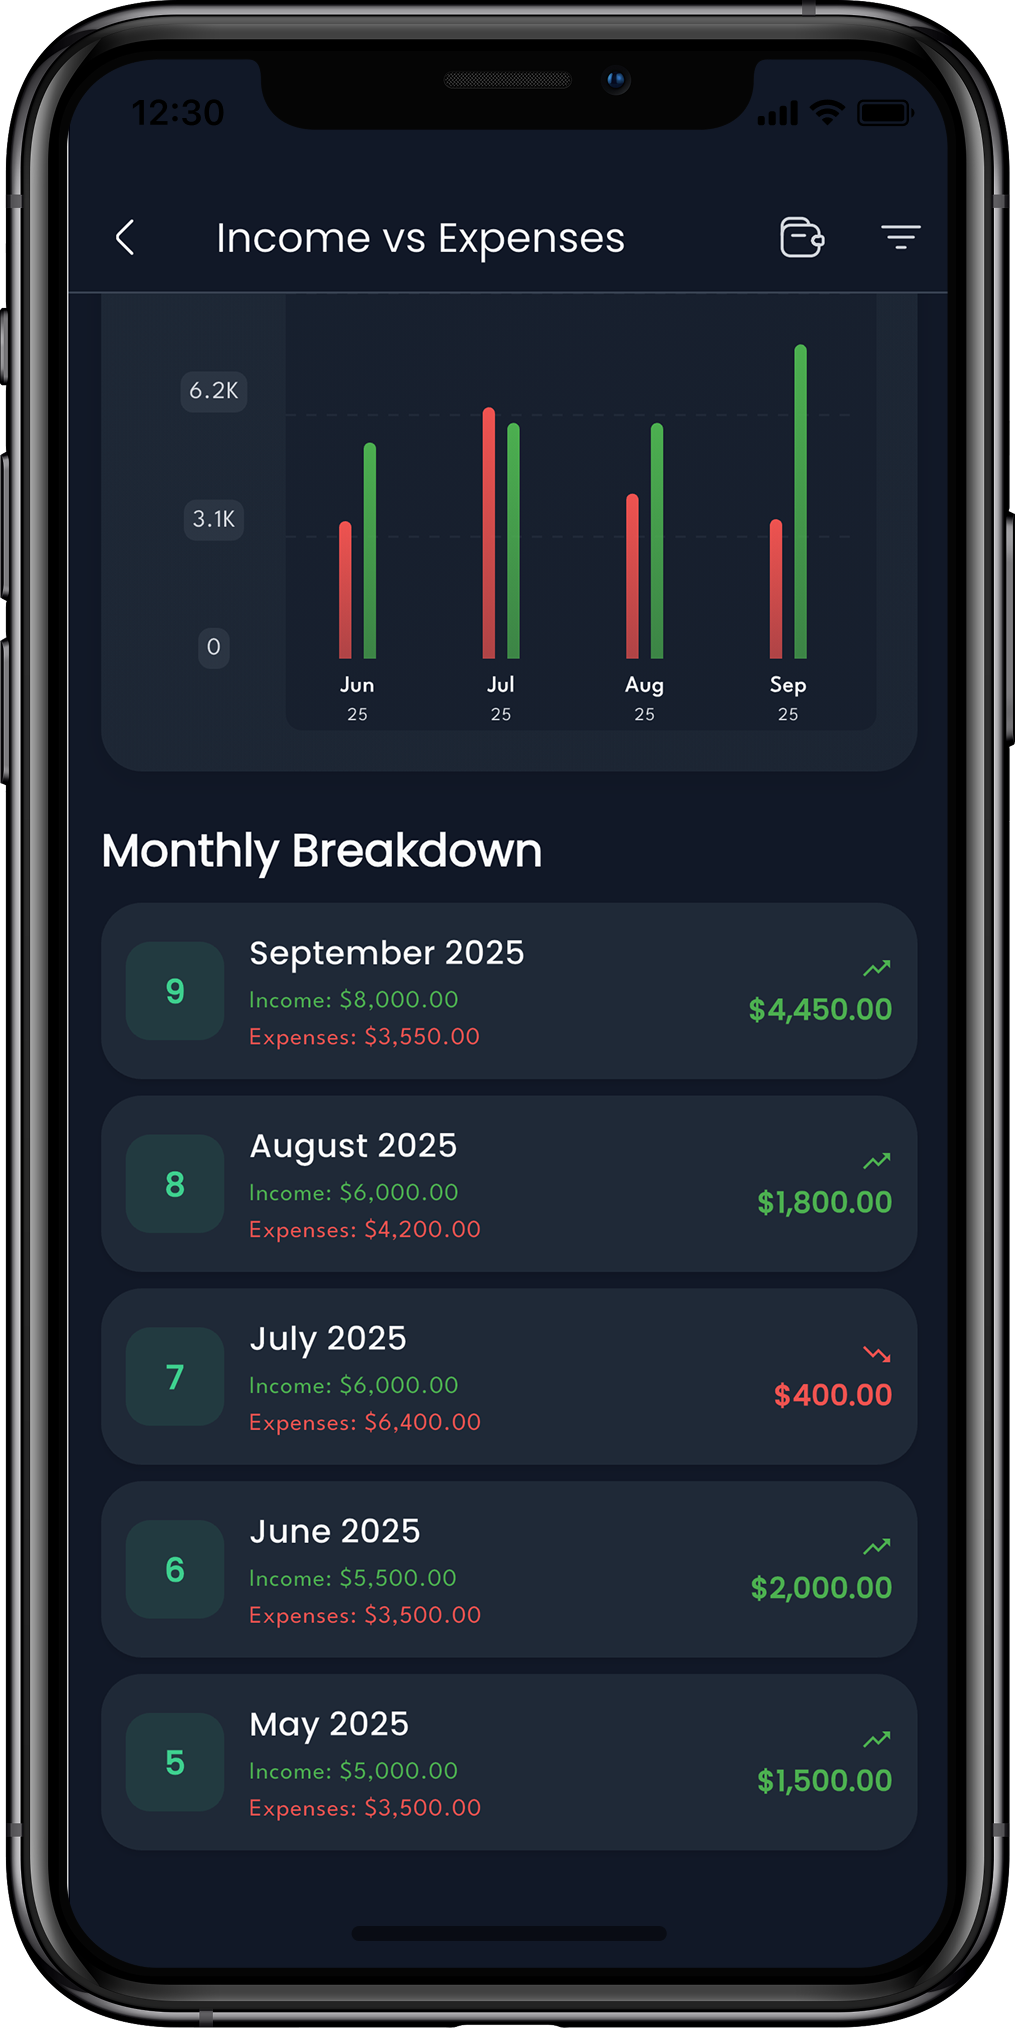 12:30
Income vs Expenses
6.2K
3.1K
0
Jun Jul Aug Sep
25 25 25 25
Monthly Breakdown
9
September 2025
Income: $8,000.00
Expenses: $3,550.00
$4,450.00
8
August 2025
Income: $6,000.00
Expenses: $4,200.00
$1,800.00
7
July 2025
Income: $6,000.00
Expenses: $6,400.00
$400.00
6
June 2025
Income: $5,500.00
Expenses: $3,500.00
$2,000.00
5
May 2025
Income: $5,000.00
Expenses: $3,500.00
$1,500.00